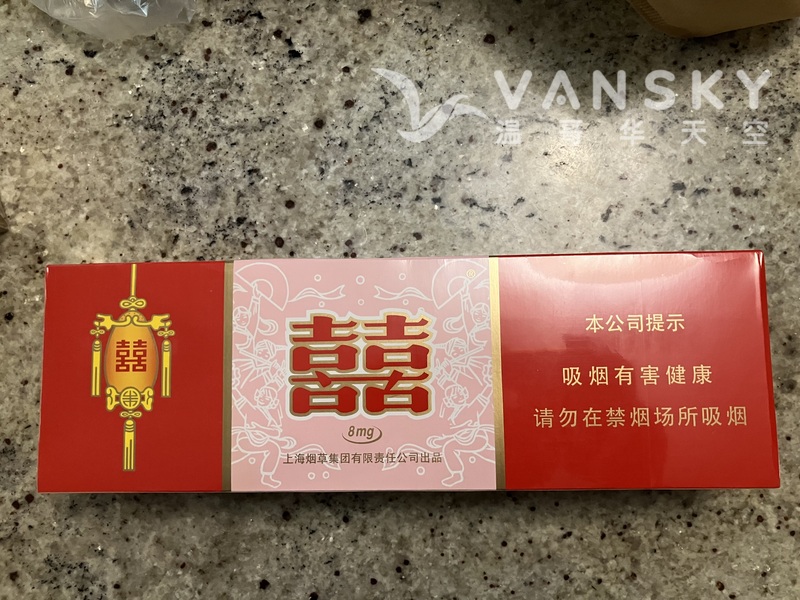 VANSKY
温哥华天空
囍
®
囍
8mg
上海烟草集团有限责任公司出品
本公司提示
吸烟有害健康
请勿在禁烟场所吸烟